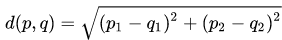 d(p, q) = √((p₁ − q₁)² + (p₂ − q₂)²)